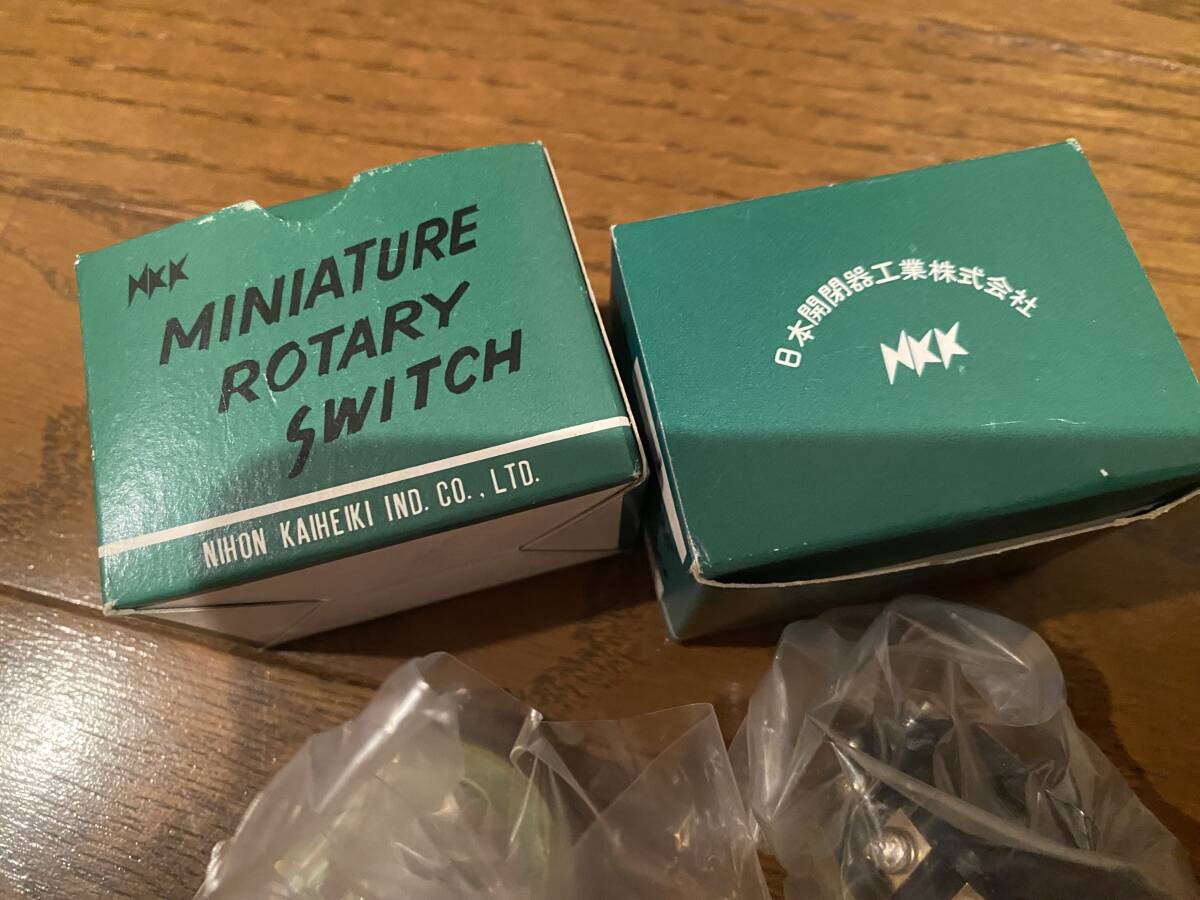 NKK
MINIATURE
ROTARY
SWITCH
NIHON KAIHEIKI IND. CO., LTD.
日本開閉器工業株式会社
NKK